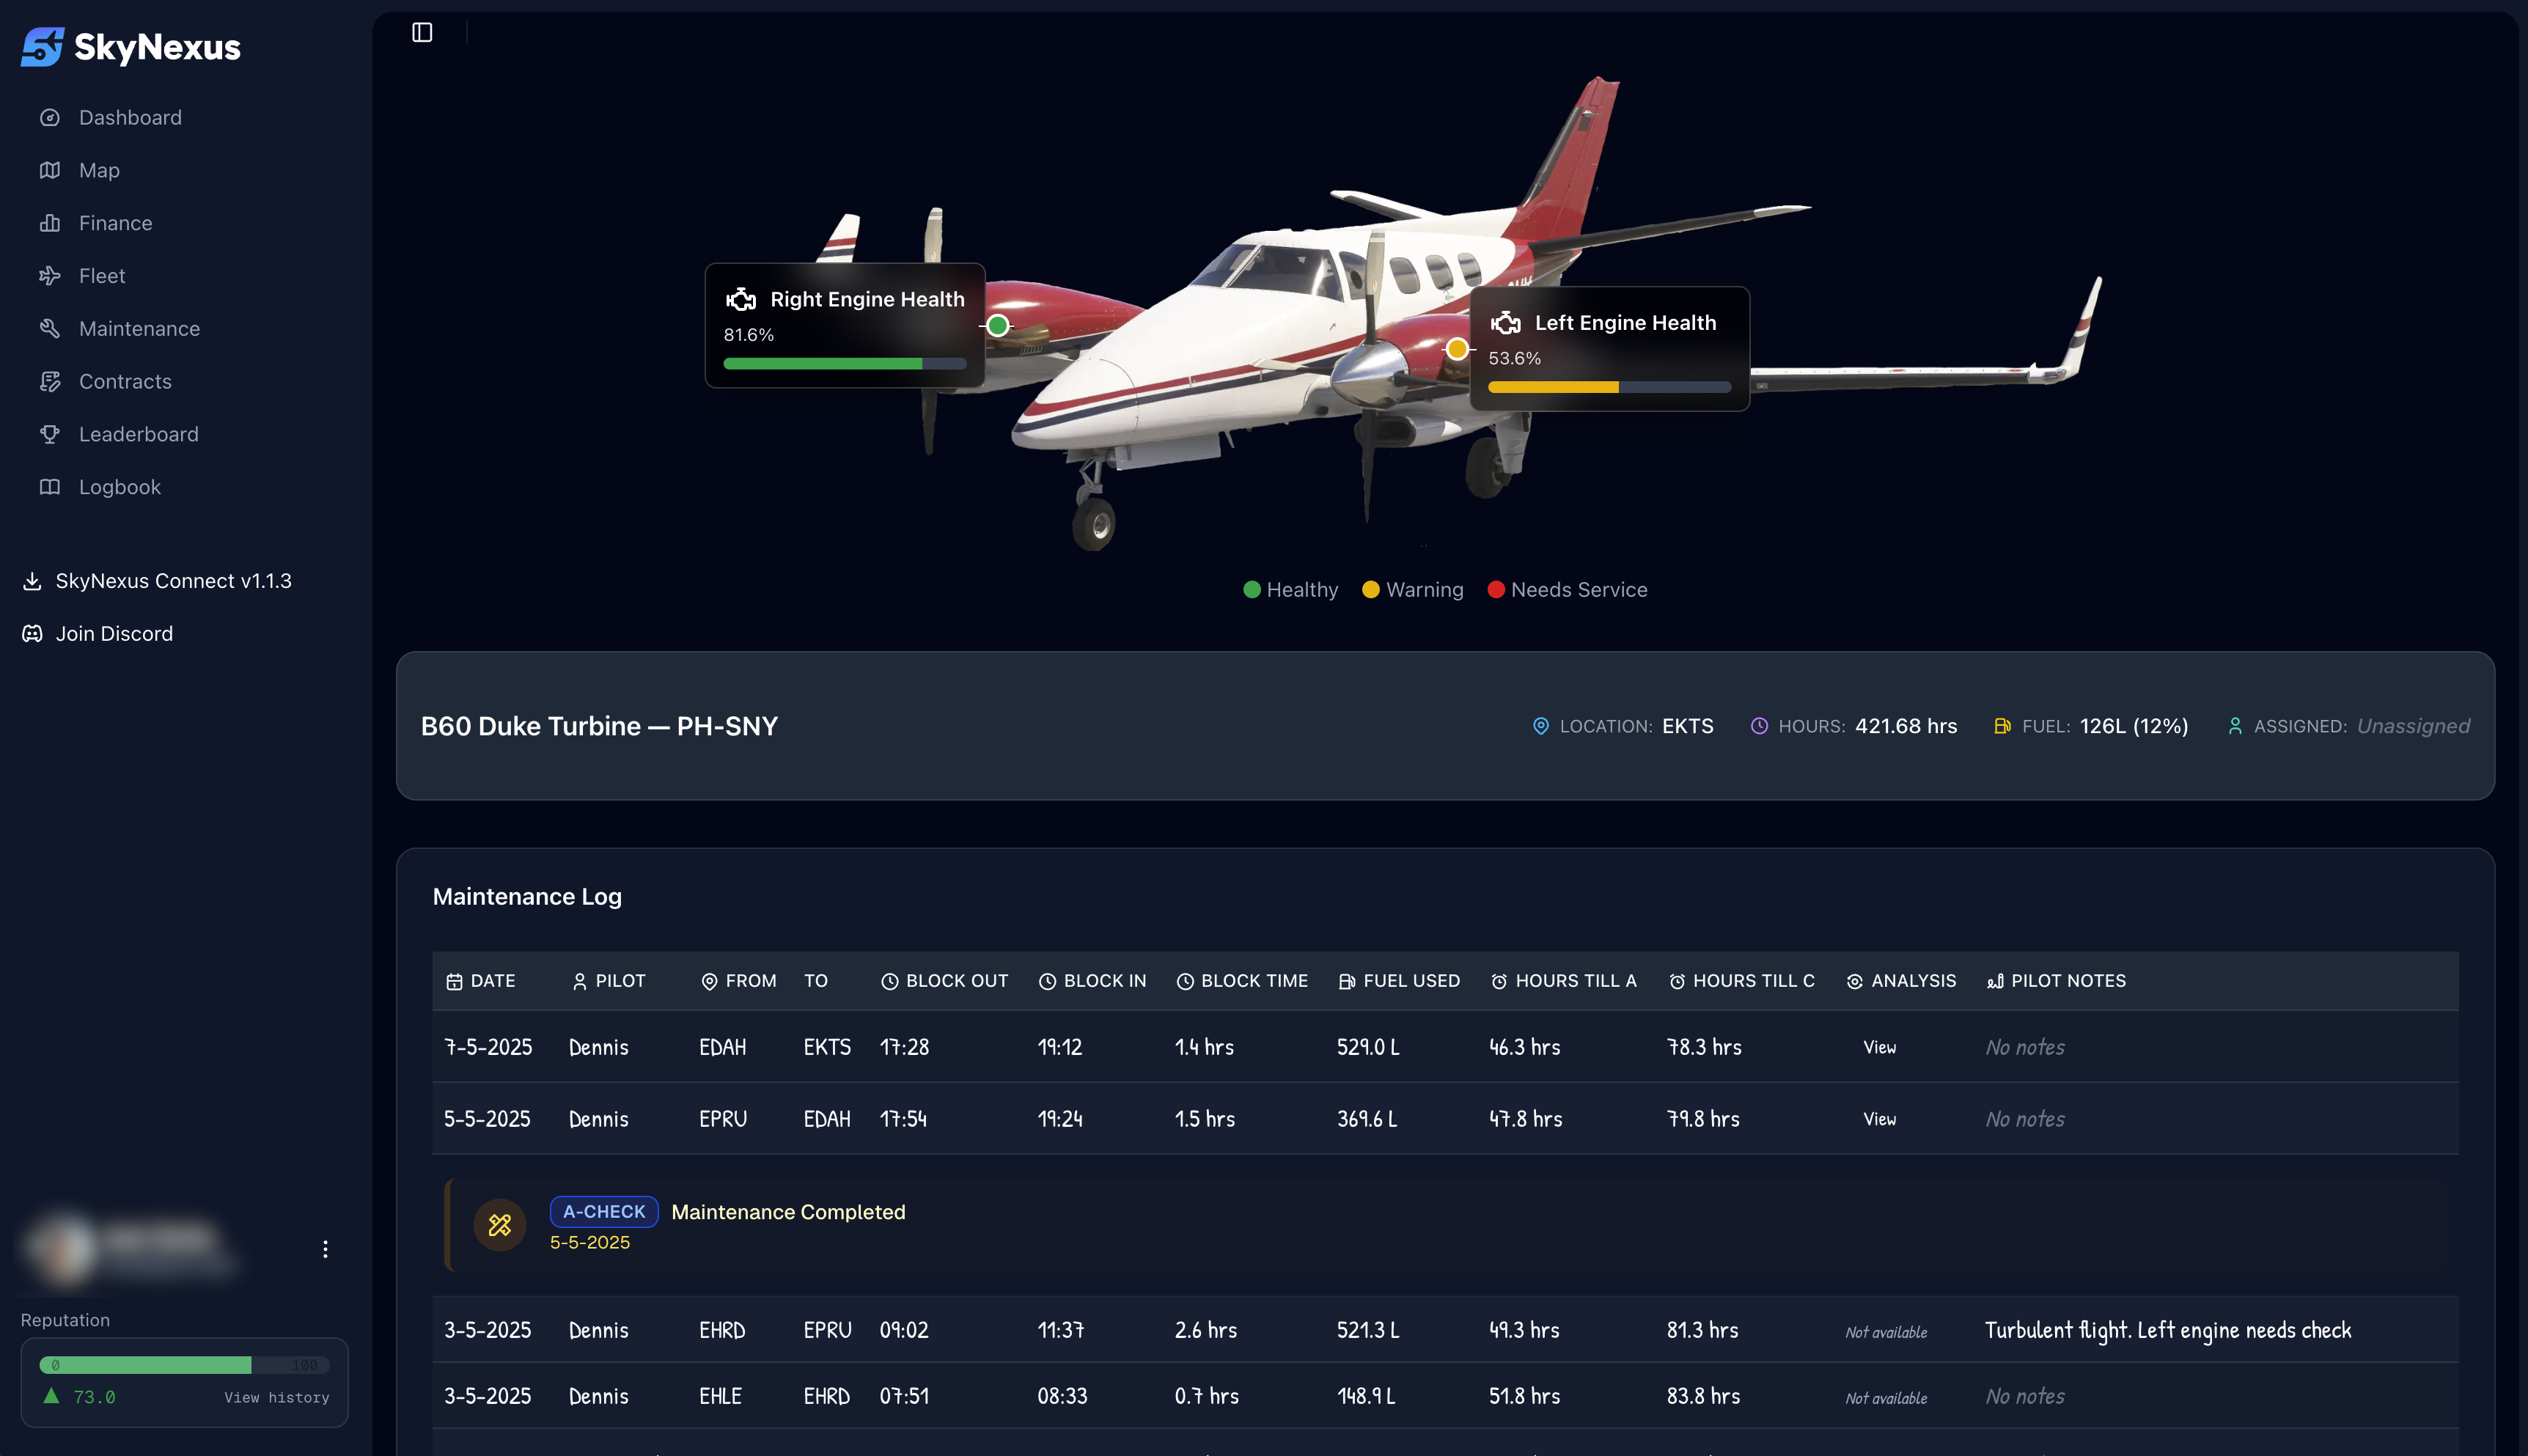 SkyNexus
Dashboard
Map
Finance
Fleet
Maintenance
Contracts
Leaderboard
Logbook
SkyNexus Connect v1.1.3
Join Discord
Reputation
0 100
73.0 View history
Right Engine Health
81.6%
Left Engine Health
53.6%
Healthy Warning Needs Service
B60 Duke Turbine — PH-SNY LOCATION: EKTS HOURS: 421.68 hrs FUEL: 126L (12%) ASSIGNED: Unassigned
Maintenance Log
DATE PILOT FROM TO BLOCK OUT BLOCK IN BLOCK TIME FUEL USED HOURS TILL A HOURS TILL C ANALYSIS PILOT NOTES
7-5-2025 Dennis EDAH EKTS 17:28 19:12 1.4 hrs 529.0 L 46.3 hrs 78.3 hrs View No notes
5-5-2025 Dennis EPRU EDAH 17:54 19:24 1.5 hrs 369.6 L 47.8 hrs 79.8 hrs View No notes
A-CHECK Maintenance Completed
5-5-2025
3-5-2025 Dennis EHRD EPRU 09:02 11:37 2.6 hrs 521.3 L 49.3 hrs 81.3 hrs Not available Turbulent flight. Left engine needs check
3-5-2025 Dennis EHLE EHRD 07:51 08:33 0.7 hrs 148.9 L 51.8 hrs 83.8 hrs Not available No notes